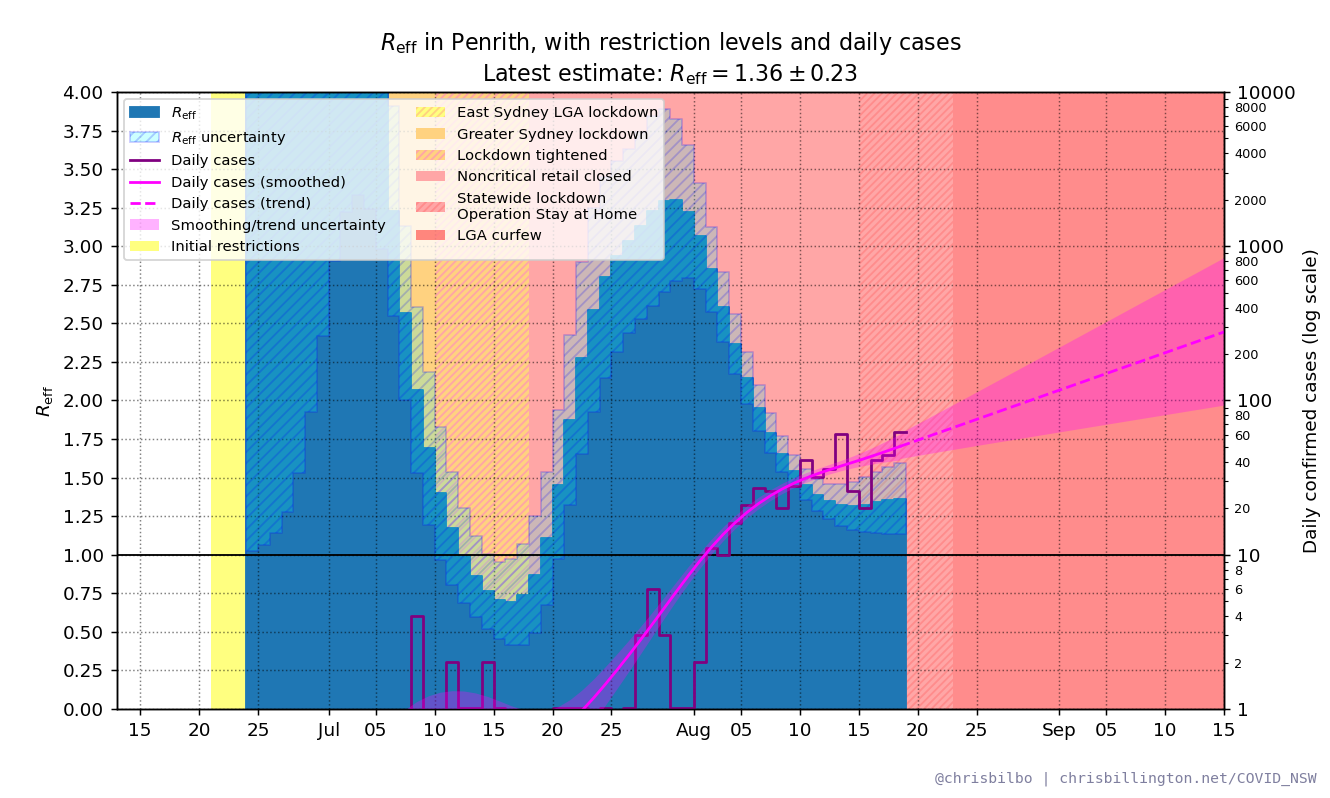 Reff in Penrith, with restriction levels and daily cases
Latest estimate: Reff = 1.36 ± 0.23
Reff
Reff uncertainty
Daily cases
Daily cases (smoothed)
Daily cases (trend)
Smoothing/trend uncertainty
Initial restrictions
East Sydney LGA lockdown
Greater Sydney lockdown
Lockdown tightened
Noncritical retail closed
Statewide lockdown
Operation Stay at Home
LGA curfew
Reff
4.00
3.75
3.50
3.25
3.00
2.75
2.50
2.25
2.00
1.75
1.50
1.25
1.00
0.75
0.50
0.25
0.00
10000
8000
6000
4000
2000
1000
800
600
400
200
100
80
60
40
20
10
8
6
4
2
1
Daily confirmed cases (log scale)
15 20 25 Jul 05 10 15 20 25 Aug 05 10 15 20 25 Sep 05 10 15
@chrisbilbo | chrisbillington.net/COVID_NSW